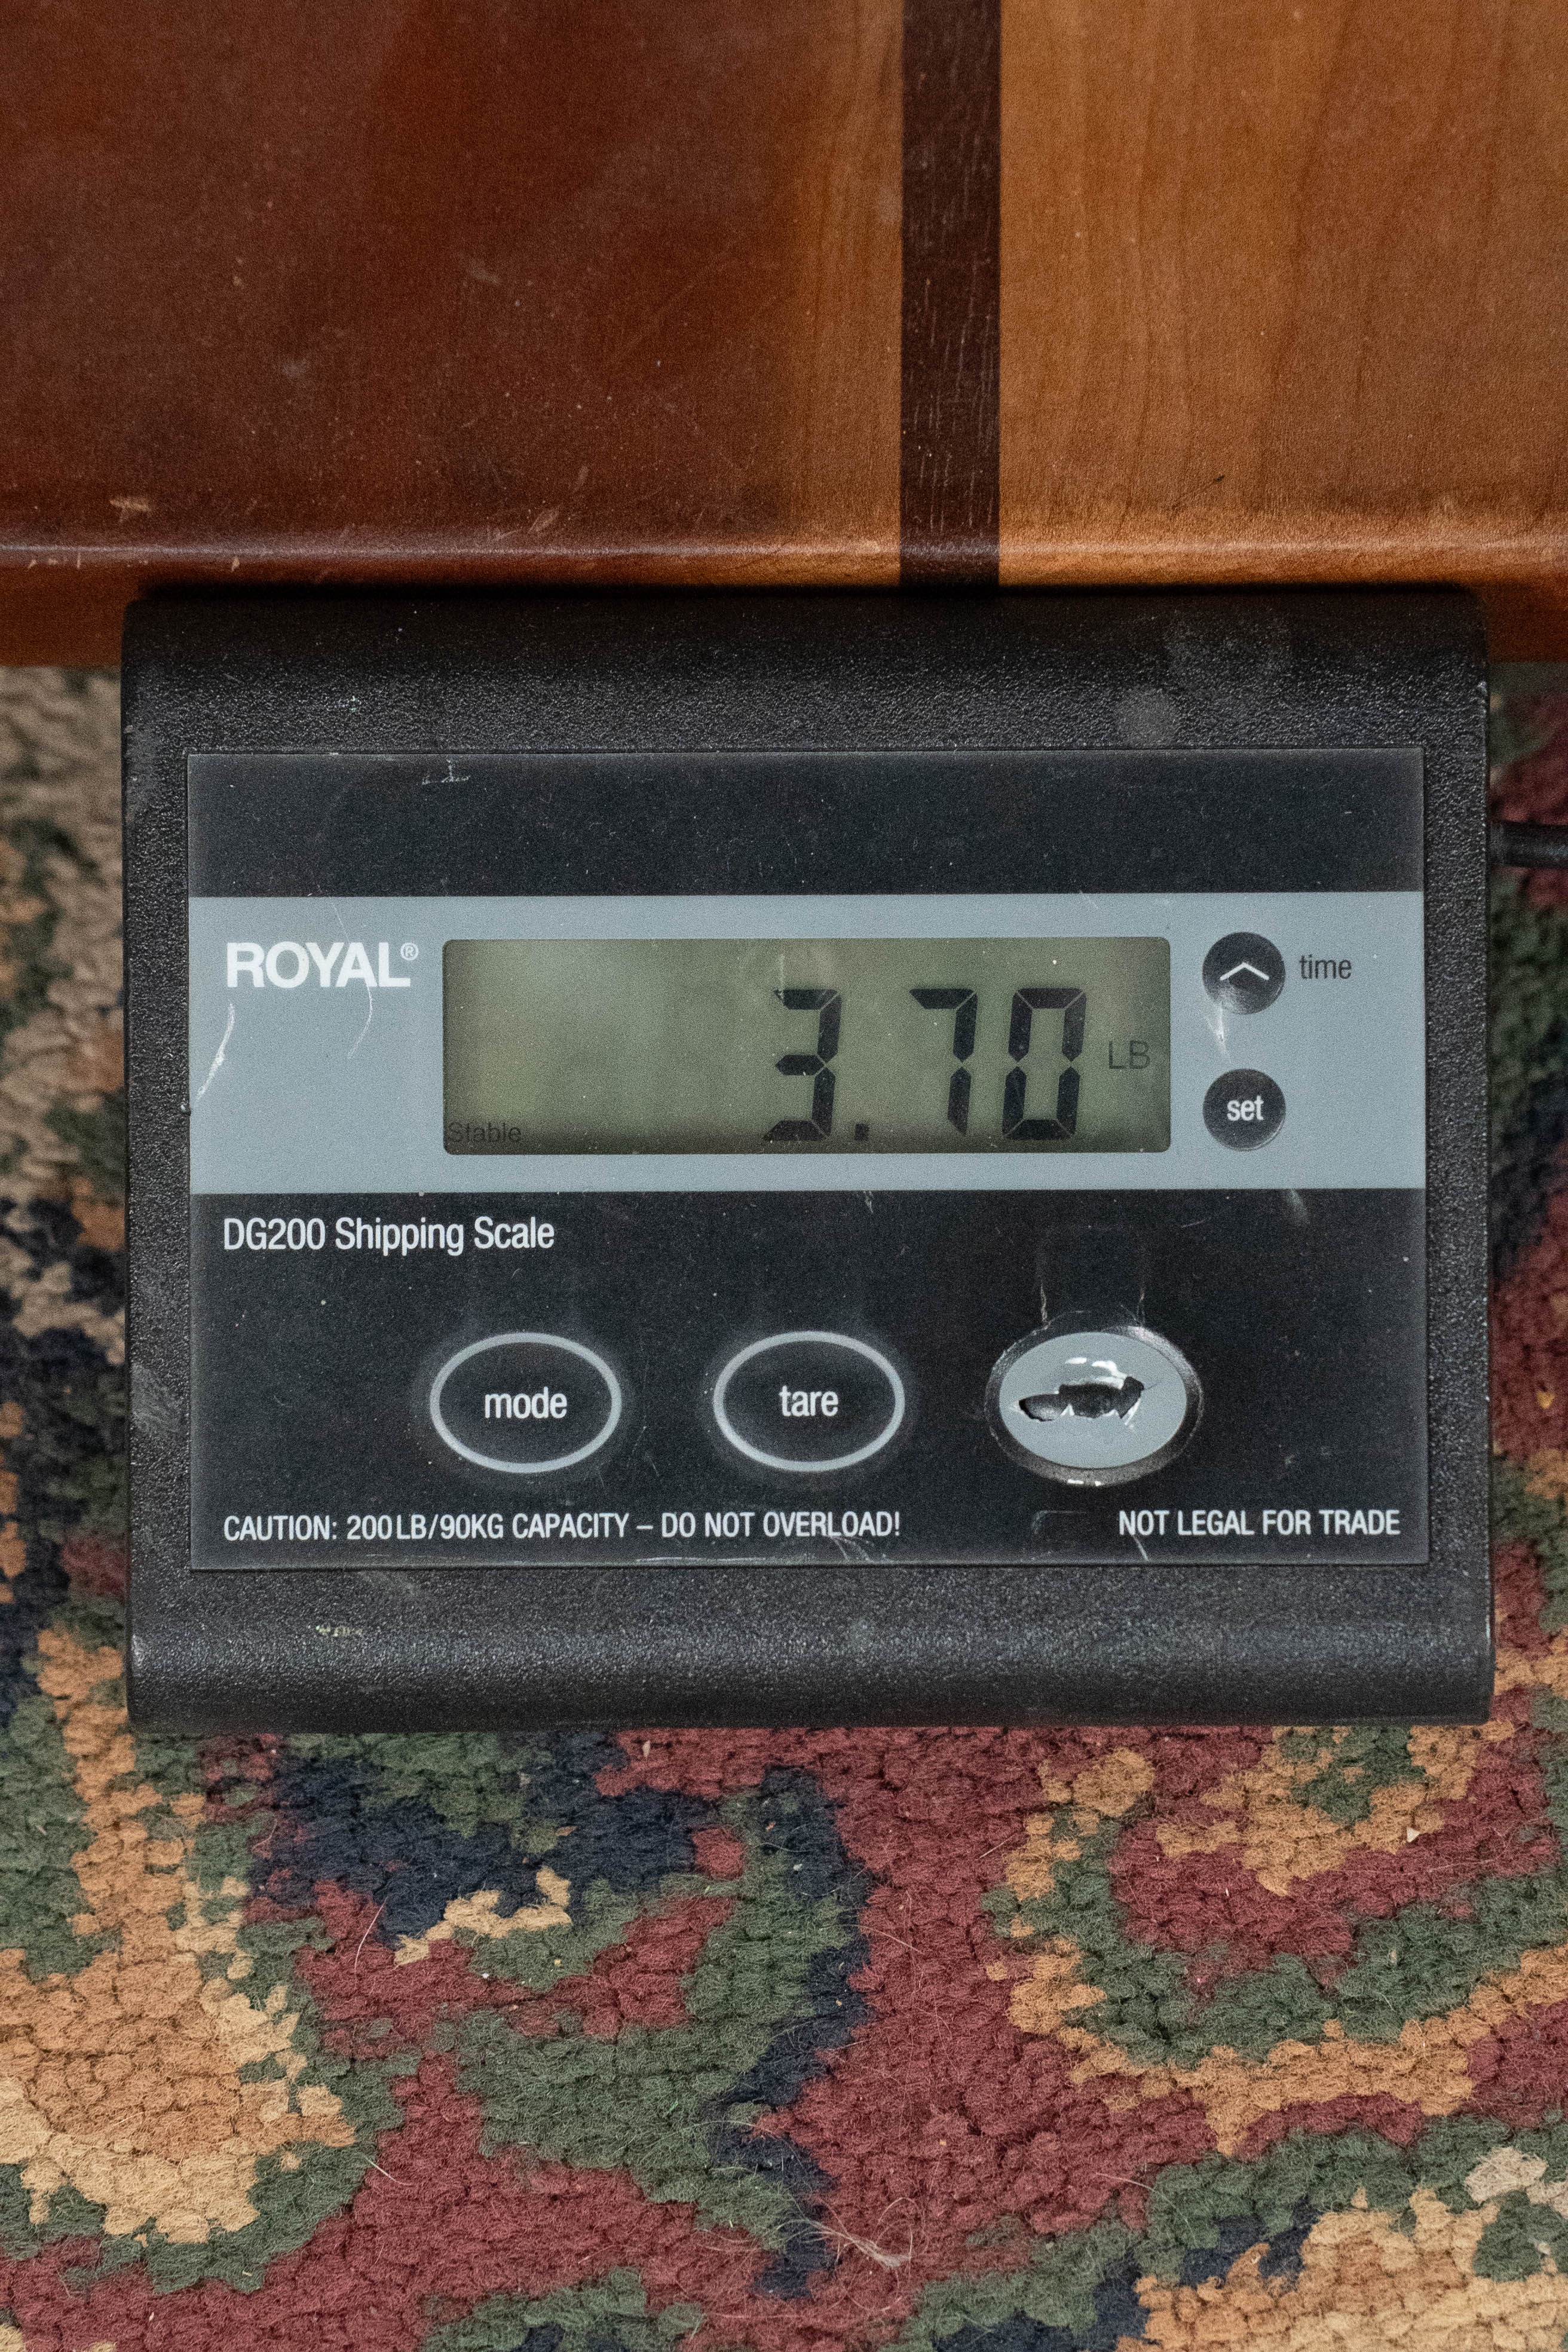 ROYAL®
3.70 LB
Stable
time
set
DG200 Shipping Scale
mode
tare
CAUTION: 200LB/90KG CAPACITY – DO NOT OVERLOAD!
NOT LEGAL FOR TRADE